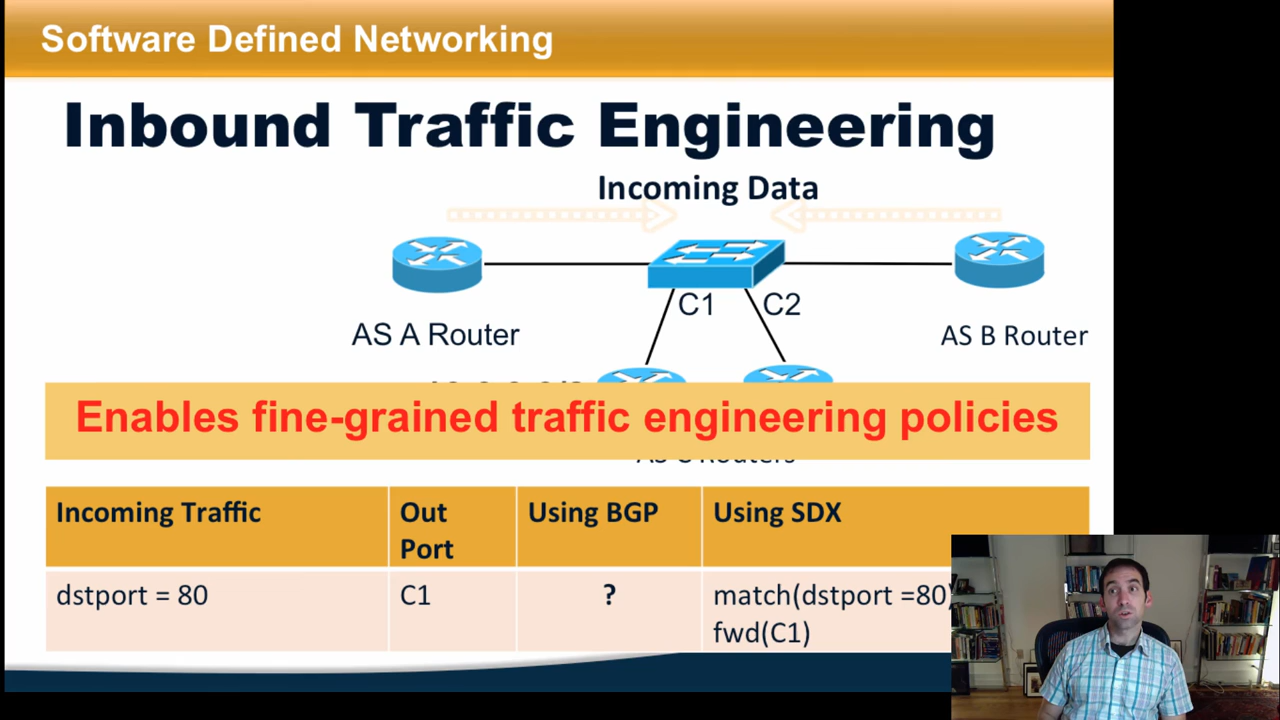 Software Defined Networking
Inbound Traffic Engineering
Incoming Data
C1 C2
AS A Router
AS B Router
Enables fine-grained traffic engineering policies
AS C Routers
Incoming Traffic
Out
Port
Using BGP
Using SDX
dstport = 80
C1
?
match(dstport =80)
fwd(C1)